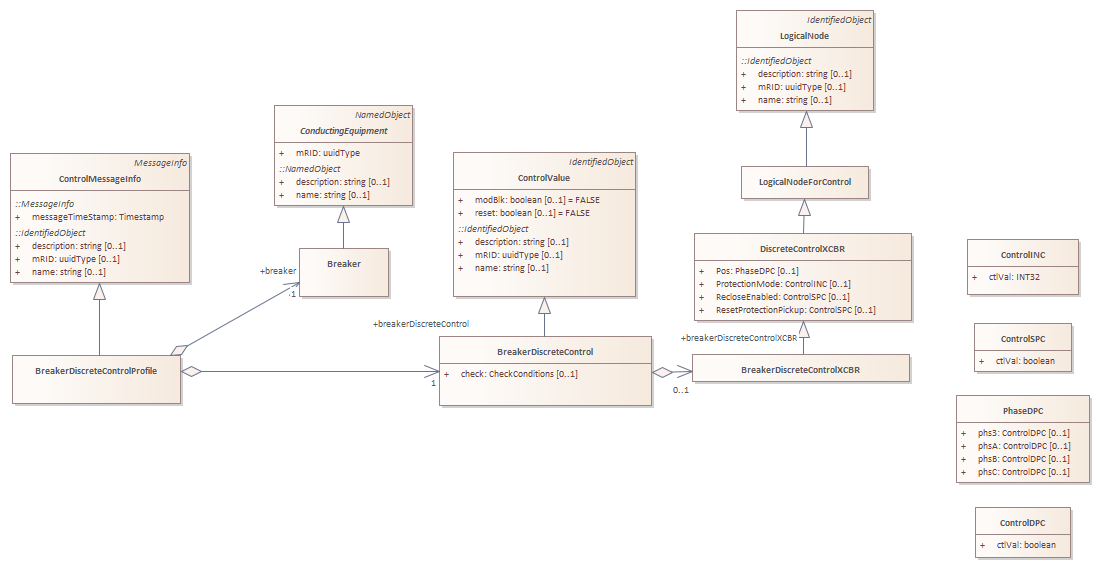 IdentifiedObject
LogicalNode
::IdentifiedObject
+ description: string [0..1]
+ mRID: uuidType [0..1]
+ name: string [0..1]
NamedObject
ConductingEquipment
+ mRID: uuidType
::NamedObject
+ description: string [0..1]
+ name: string [0..1]
MessageInfo
ControlMessageInfo
::MessageInfo
+ messageTimeStamp: Timestamp
::IdentifiedObject
+ description: string [0..1]
+ mRID: uuidType [0..1]
+ name: string [0..1]
IdentifiedObject
ControlValue
+ modBlk: boolean [0..1] = FALSE
+ reset: boolean [0..1] = FALSE
::IdentifiedObject
+ description: string [0..1]
+ mRID: uuidType [0..1]
+ name: string [0..1]
LogicalNodeForControl
Breaker
+breaker
1
DiscreteControlXCBR
+ Pos: PhaseDPC [0..1]
+ ProtectionMode: ControlINC [0..1]
+ RecloseEnabled: ControlSPC [0..1]
+ ResetProtectionPickup: ControlSPC [0..1]
ControlINC
+ ctlVal: INT32
+breakerDiscreteControl
1
+breakerDiscreteControlXCBR
0..1
ControlSPC
+ ctlVal: boolean
BreakerDiscreteControlProfile
BreakerDiscreteControl
+ check: CheckConditions [0..1]
BreakerDiscreteControlXCBR
PhaseDPC
+ phs3: ControlDPC [0..1]
+ phsA: ControlDPC [0..1]
+ phsB: ControlDPC [0..1]
+ phsC: ControlDPC [0..1]
ControlDPC
+ ctlVal: boolean